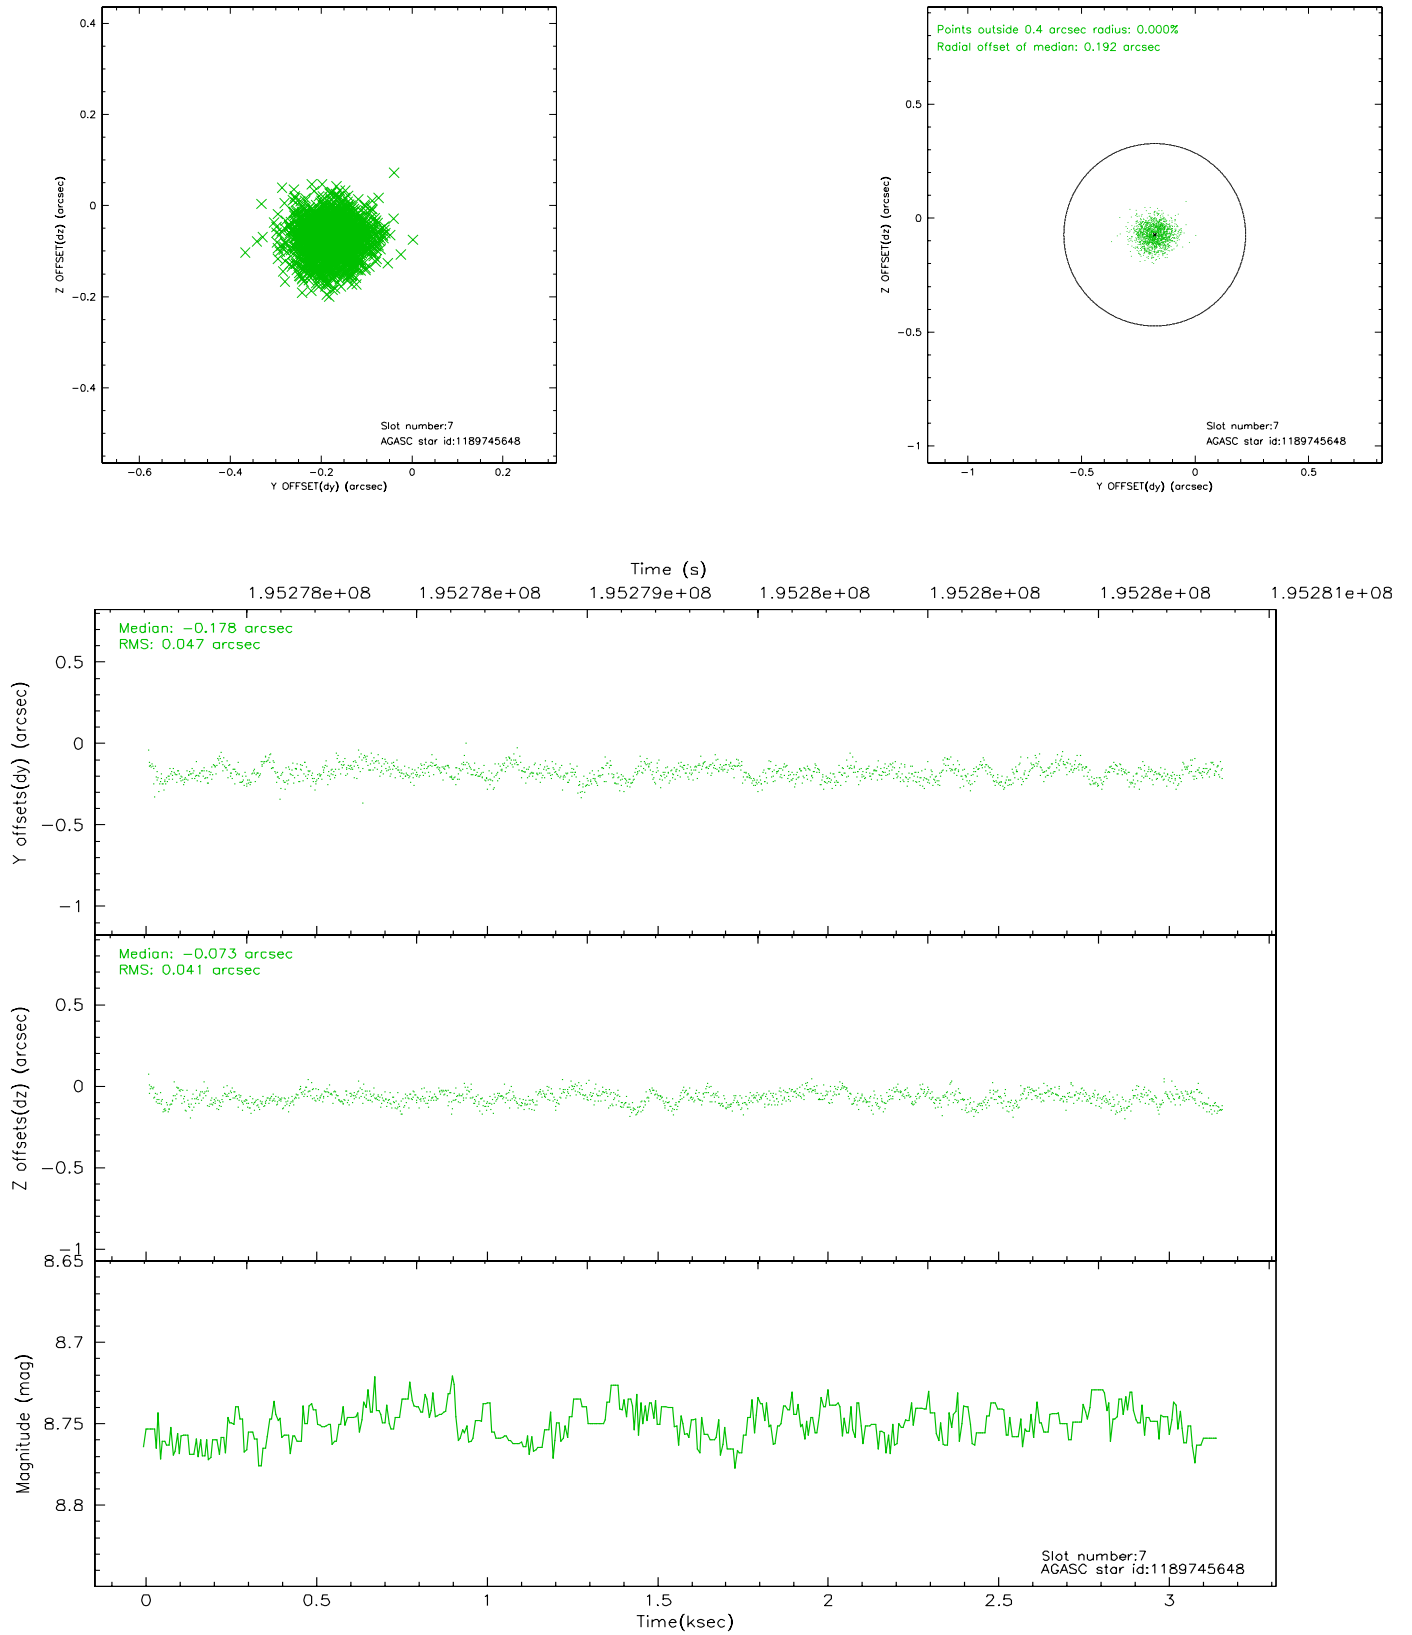 0.4
0.2
0
−0.2
−0.4
Z OFFSET(dz) (arcsec)
Slot number:7
AGASC star id:1189745648
−0.6
−0.4
−0.2
0
0.2
Y OFFSET(dy) (arcsec)
Points outside 0.4 arcsec radius: 0.000%
Radial offset of median: 0.192 arcsec
0.5
0
−0.5
−1
Z OFFSET(dz) (arcsec)
Slot number:7
AGASC star id:1189745648
−1
−0.5
0
0.5
Y OFFSET(dy) (arcsec)
Time (s)
1.95278e+08
1.95278e+08
1.95279e+08
1.9528e+08
1.9528e+08
1.9528e+08
1.95281e+08
Median: −0.178 arcsec
RMS: 0.047 arcsec
0.5
0
−0.5
−1
Y offsets(dy) (arcsec)
Median: −0.073 arcsec
RMS: 0.041 arcsec
0.5
0
−0.5
−1
Z offsets(dz) (arcsec)
8.65
8.7
8.75
8.8
Magnitude (mag)
Slot number:7
AGASC star id:1189745648
0
0.5
1
1.5
2
2.5
3
Time(ksec)